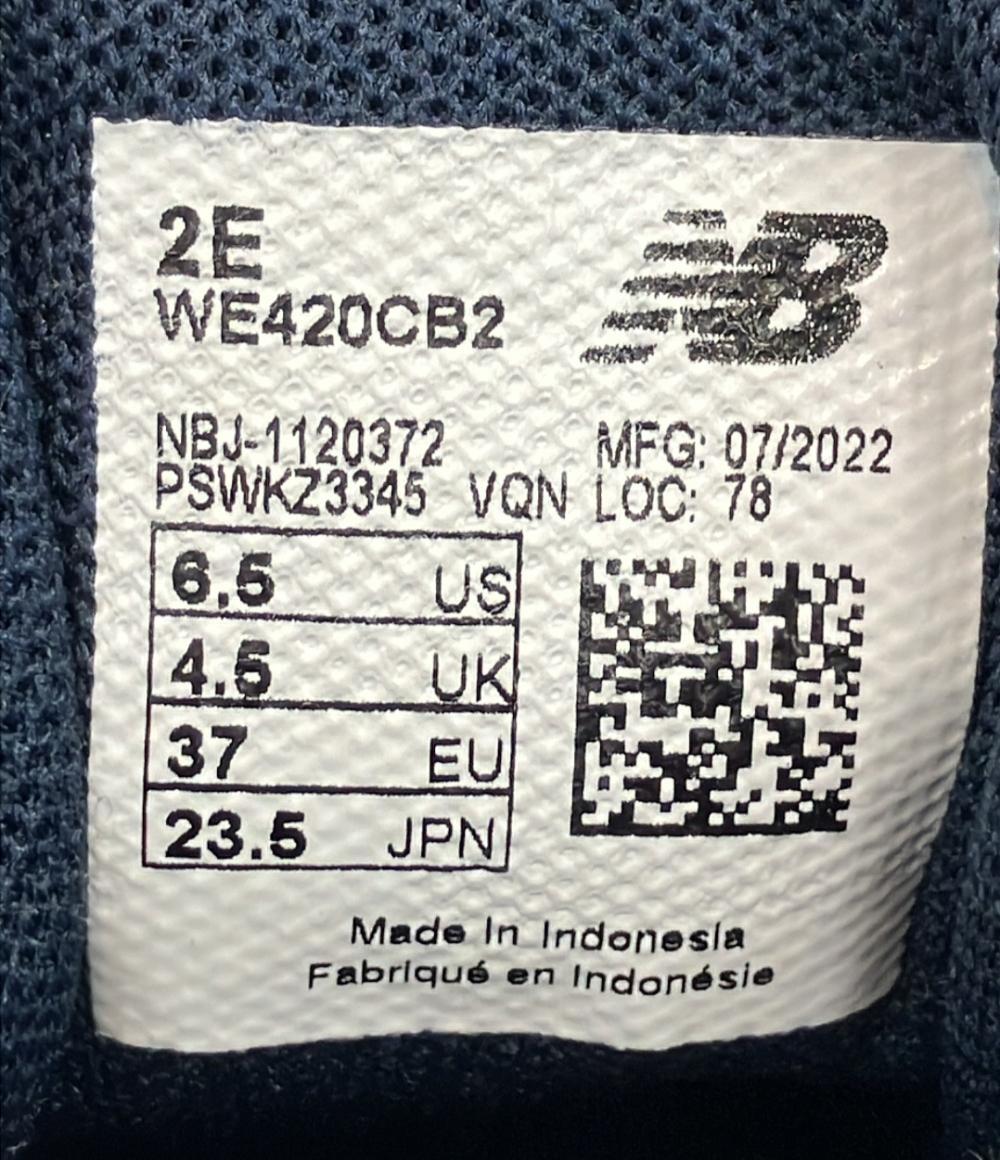 2E
WE420CB2
NB
NBJ-1120372 MFG: 07/2022
PSWKZ3345 VQN LOC: 78
6.5 US
4.5 UK
37 EU
23.5 JPN
Made in Indonesia
Fabriqué en Indonésie